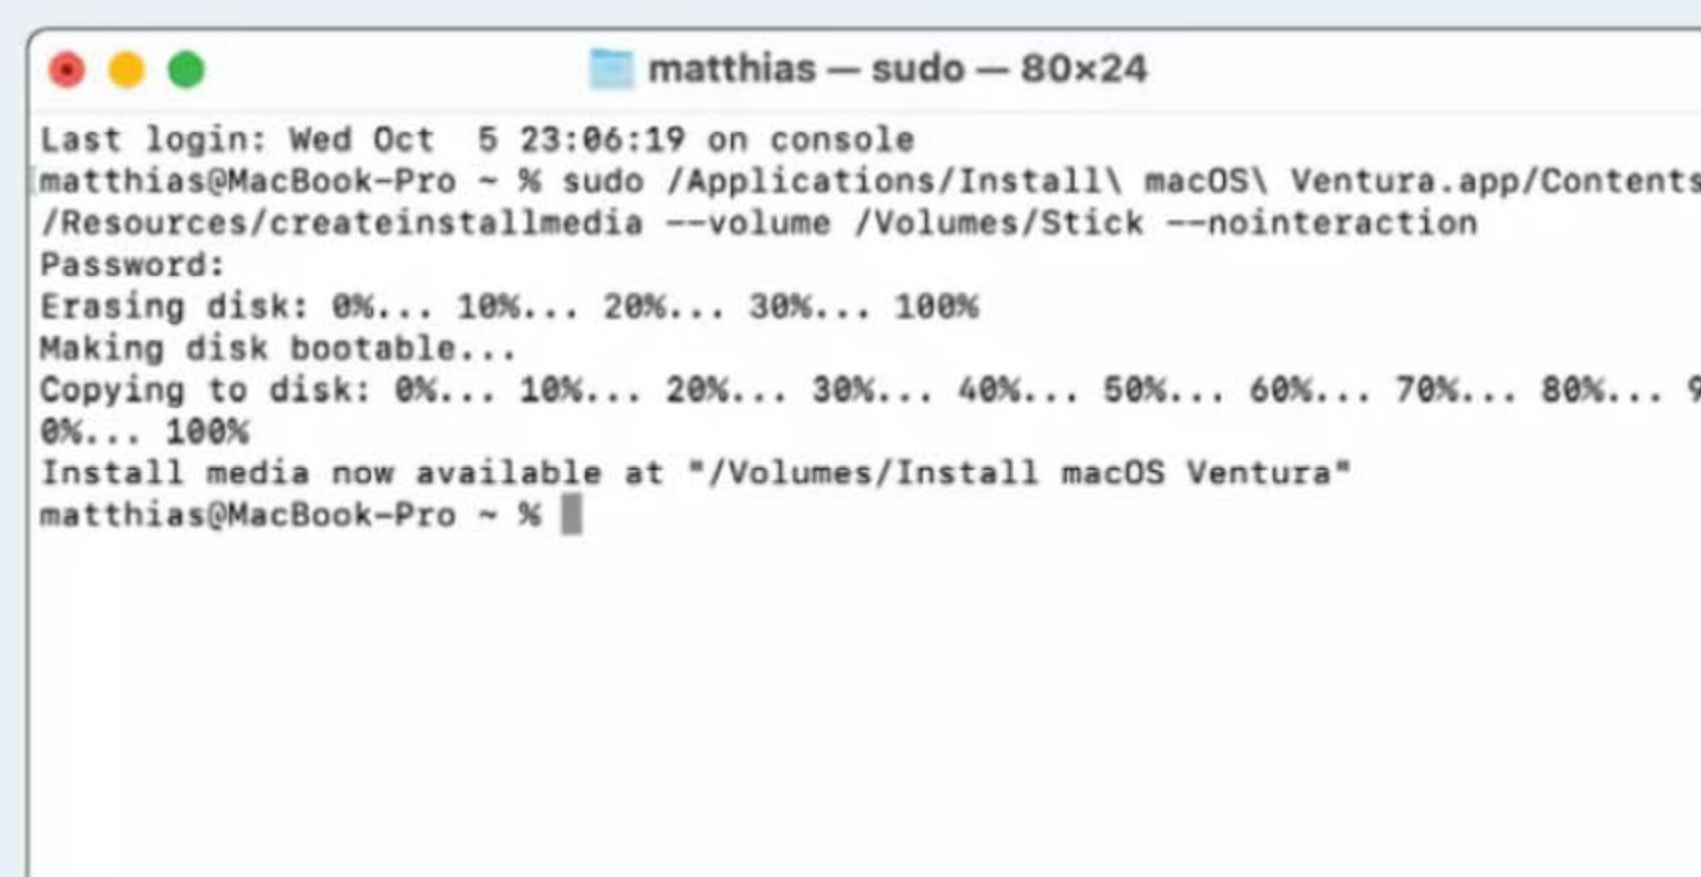 matthias — sudo — 80×24
Last login: Wed Oct  5 23:06:19 on console
matthias@MacBook-Pro ~ % sudo /Applications/Install\ macOS\ Ventura.app/Contents
/Resources/createinstallmedia --volume /Volumes/Stick --nointeraction
Password:
Erasing disk: 0%... 10%... 20%... 30%... 100%
Making disk bootable...
Copying to disk: 0%... 10%... 20%... 30%... 40%... 50%... 60%... 70%... 80%... 9
0%... 100%
Install media now available at "/Volumes/Install macOS Ventura"
matthias@MacBook-Pro ~ %